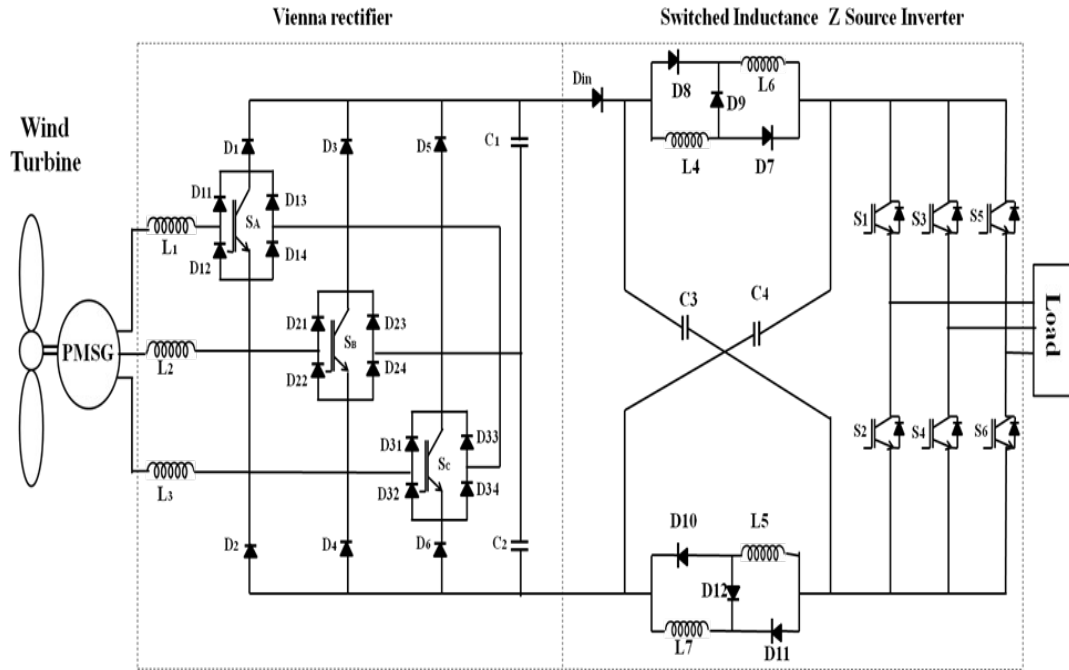 Vienna rectifier
Switched Inductance Z Source Inverter
Wind
Turbine
PMSG
L1
L2
L3
D1
D3
D5
C1
D11
D13
SA
D12
D14
D21
D23
SB
D22
D24
D31
D33
SC
D32
D34
D2
D4
D6
C2
Din
D8
D9
L6
L4
D7
C3
C4
S1
S3
S5
S2
S4
S6
Load
D10
L5
D12
L7
D11